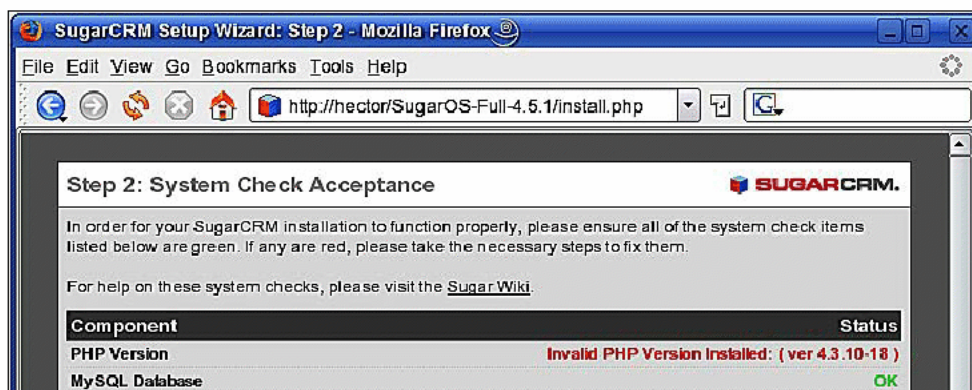 SugarCRM Setup Wizard: Step 2 - Mozilla Firefox
File Edit View Go Bookmarks Tools Help
http://hector/SugarOS-Full-4.5.1/install.php
G
Step 2: System Check Acceptance
SUGARCRM.
In order for your SugarCRM installation to function properly, please ensure all of the system check items
listed below are green. If any are red, please take the necessary steps to fix them.
For help on these system checks, please visit the Sugar Wiki.
Component Status
PHP Version Invalid PHP Version Installed: ( ver 4.3.10-18 )
MySQL Database OK